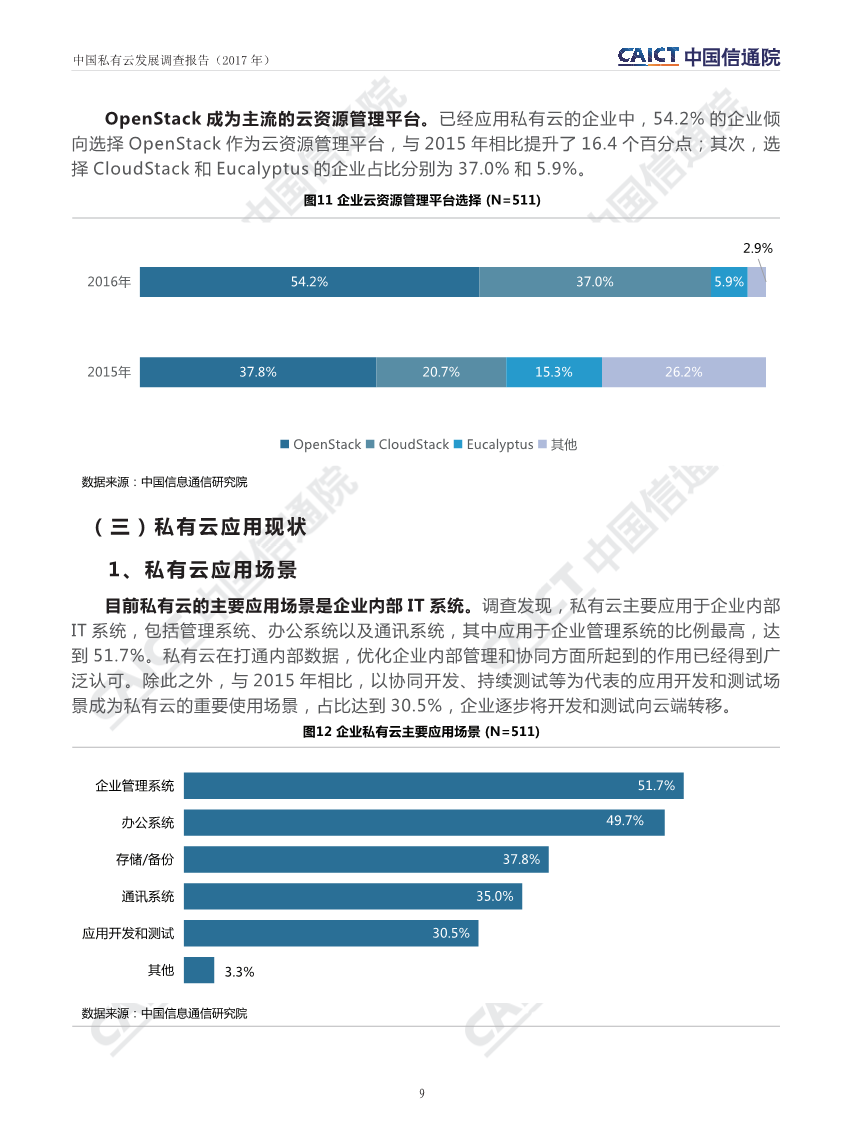 中国私有云发展调查报告（2017 年）
CAICT 中国信通院
OpenStack 成为主流的云资源管理平台。已经应用私有云的企业中，54.2% 的企业倾
向选择 OpenStack 作为云资源管理平台，与 2015 年相比提升了 16.4 个百分点；其次，选
择 CloudStack 和 Eucalyptus 的企业占比分别为 37.0% 和 5.9%。
图11 企业云资源管理平台选择 (N=511)
2.9%
2016年 54.2% 37.0% 5.9%
2015年 37.8% 20.7% 15.3% 26.2%
OpenStack CloudStack Eucalyptus 其他
数据来源：中国信息通信研究院
（三）私有云应用现状
1、私有云应用场景
目前私有云的主要应用场景是企业内部 IT 系统。调查发现，私有云主要应用于企业内部
IT 系统，包括管理系统、办公系统以及通讯系统，其中应用于企业管理系统的比例最高，达
到 51.7%。私有云在打通内部数据，优化企业内部管理和协同方面所起到的作用已经得到广
泛认可。除此之外，与 2015 年相比，以协同开发、持续测试等为代表的应用开发和测试场
景成为私有云的重要使用场景，占比达到 30.5%，企业逐步将开发和测试向云端转移。
图12 企业私有云主要应用场景 (N=511)
企业管理系统 51.7%
办公系统 49.7%
存储/备份 37.8%
通讯系统 35.0%
应用开发和测试 30.5%
其他 3.3%
数据来源：中国信息通信研究院
9